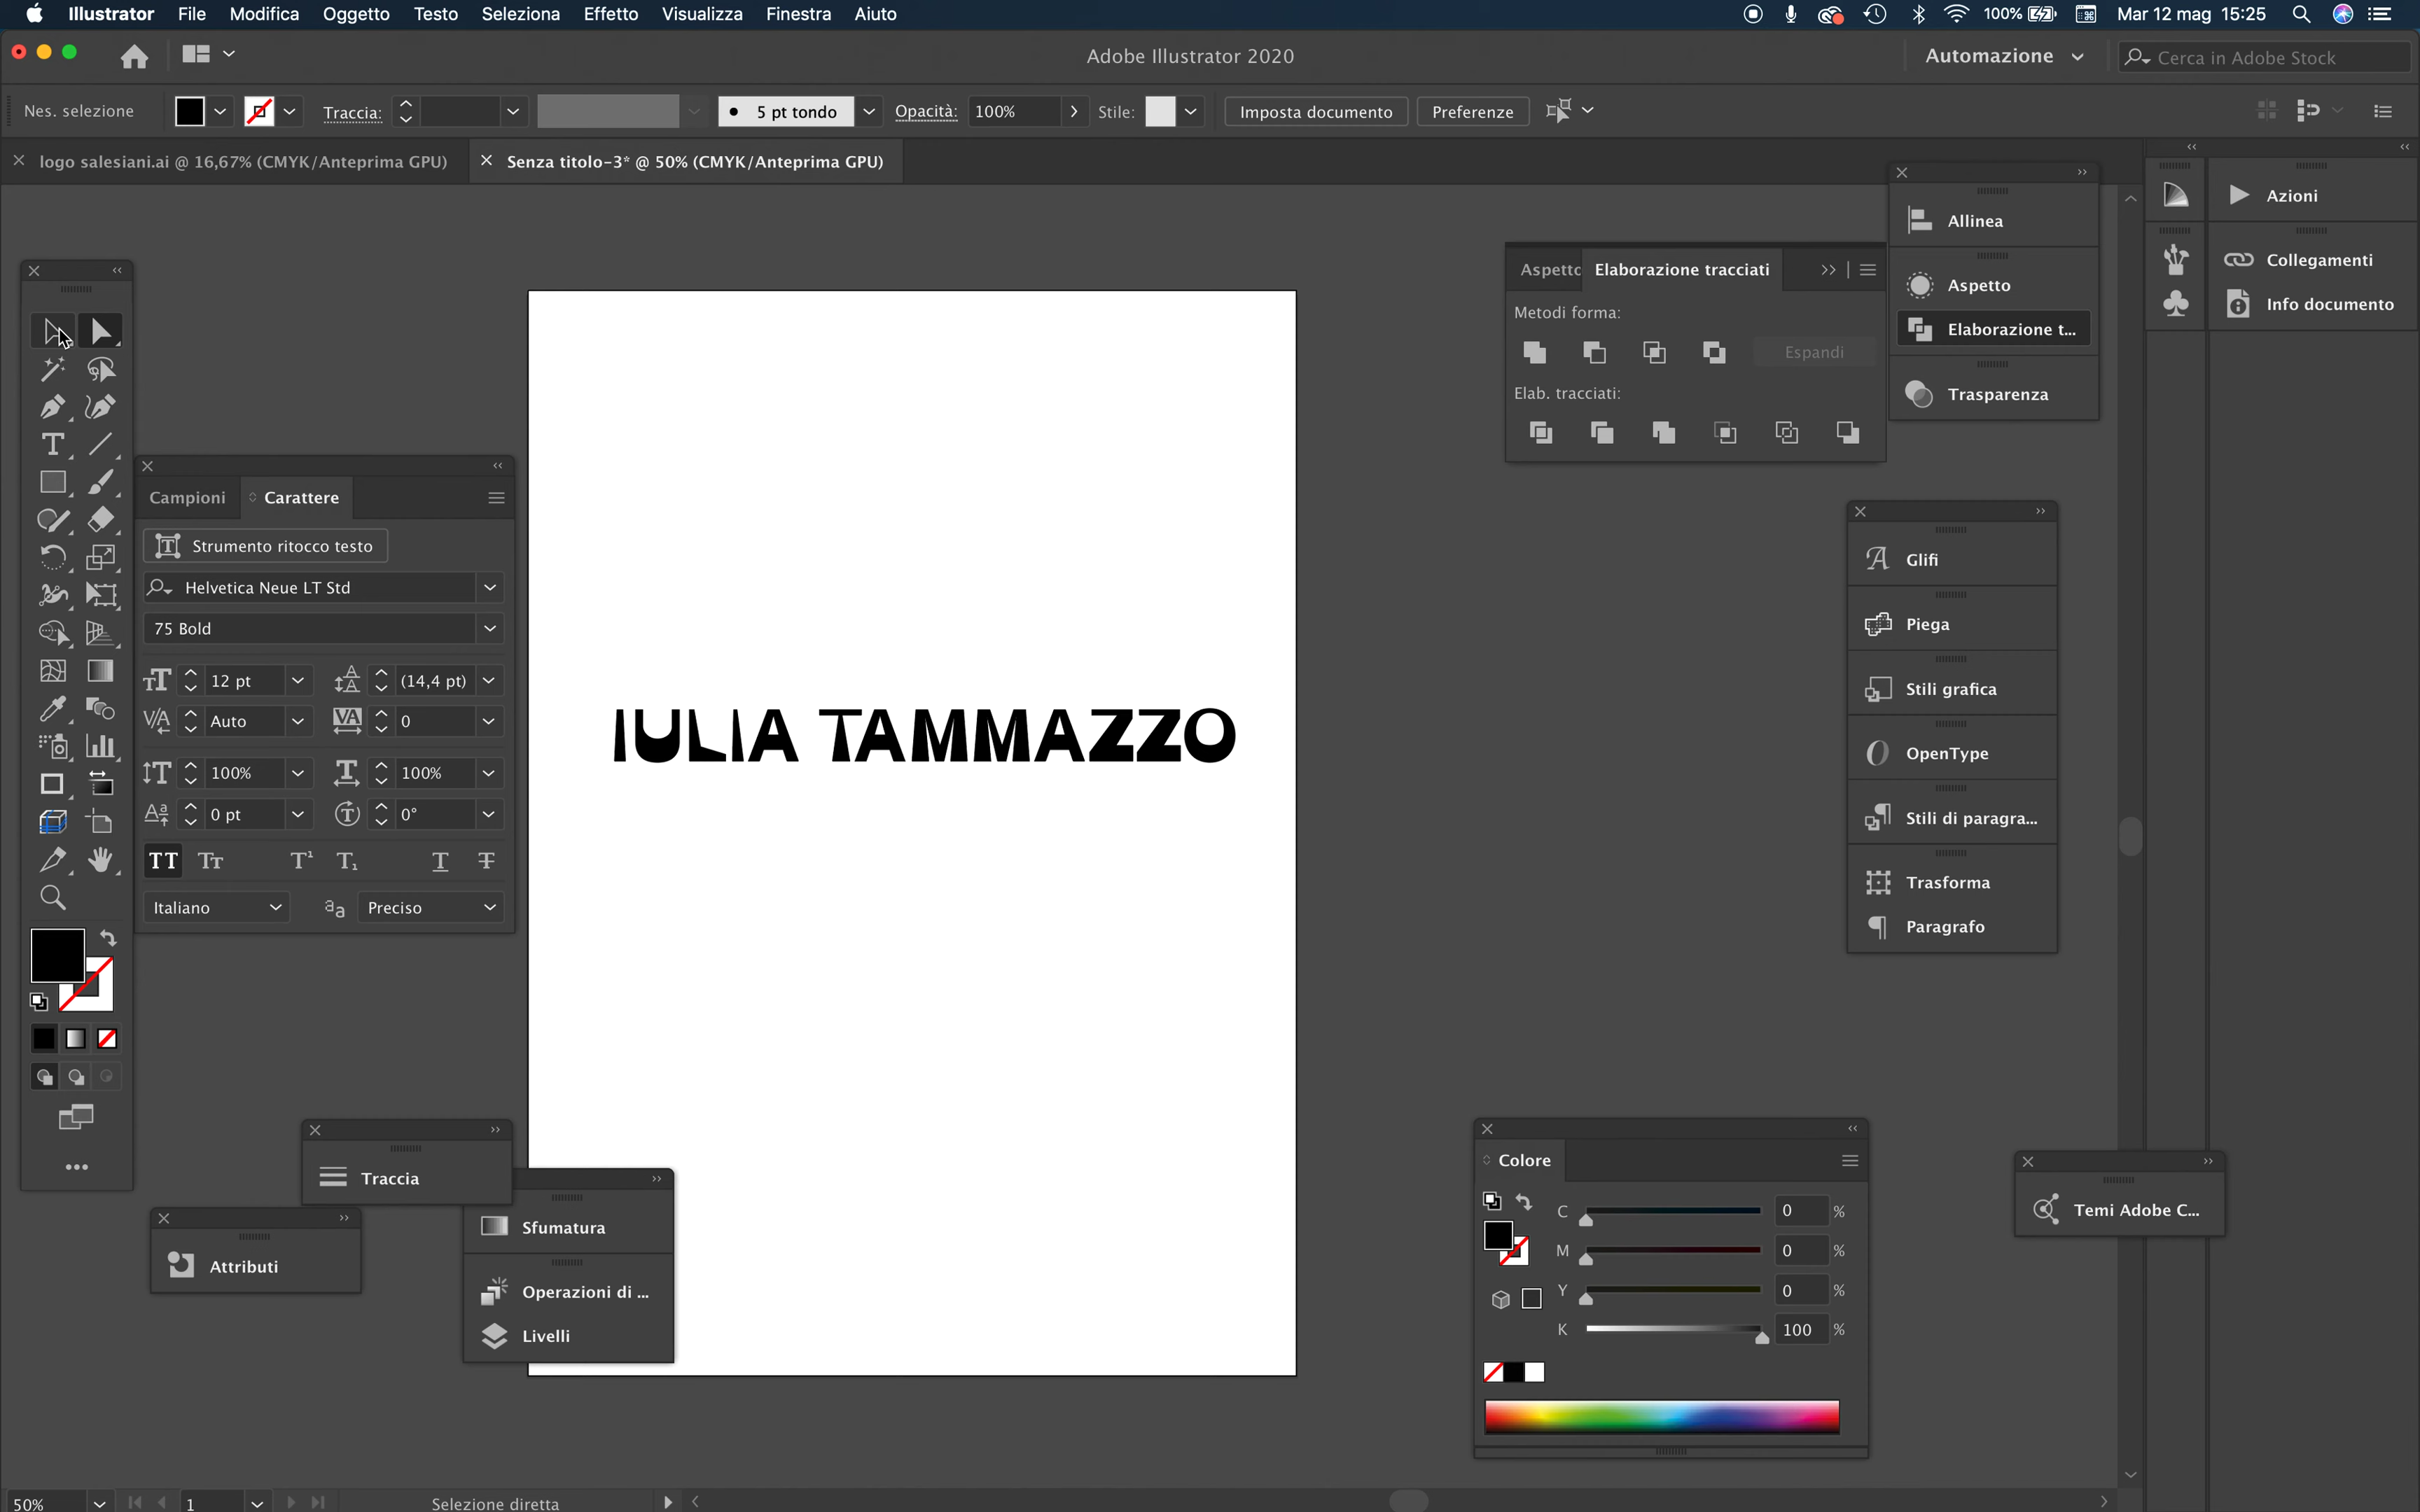 Illustrator File Modifica Oggetto Testo Seleziona Effetto Visualizza Finestra Aiuto 100% Mar 12 mag 15:25
Adobe Illustrator 2020 Automazione Cerca in Adobe Stock
Nes. selezione Traccia: 5 pt tondo Opacità: 100% Stile: Imposta documento Preferenze
logo salesiani.ai @ 16,67% (CMYK/Anteprima GPU) Senza titolo-3* @ 50% (CMYK/Anteprima GPU)
Azioni
Collegamenti
Info documento
Allinea
Aspetto
Elaborazione t...
Trasparenza
Aspetto Elaborazione tracciati
Metodi forma:
Espandi
Elab. tracciati:
Campioni Carattere
Strumento ritocco testo
Helvetica Neue LT Std
75 Bold
12 pt (14,4 pt)
Auto 0
100% 100%
0 pt 0°
Italiano Preciso
IULIA TAMMAZZO
Glifi
Piega
Stili grafica
OpenType
Stili di paragra...
Trasforma
Paragrafo
Traccia
Attributi
Sfumatura
Operazioni di ...
Livelli
Colore
C 0 %
M 0 %
Y 0 %
K 100 %
Temi Adobe C...
50% 1 Selezione diretta